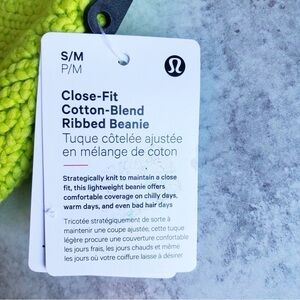 S/M
P/M
Close-Fit
Cotton-Blend
Ribbed Beanie
Tuque côtelée ajustée
en mélange de coton
Strategically knit to maintain a close
fit, this lightweight beanie offers
comfortable coverage on chilly days,
warm days, and even bad hair days
Tricotée stratégiquement de sorte à
maintenir une coupe ajustée; cette tuque
légère procure une couverture confortable
les jours frais, les jours chauds et même
les jours où votre coiffure laisse à désirer